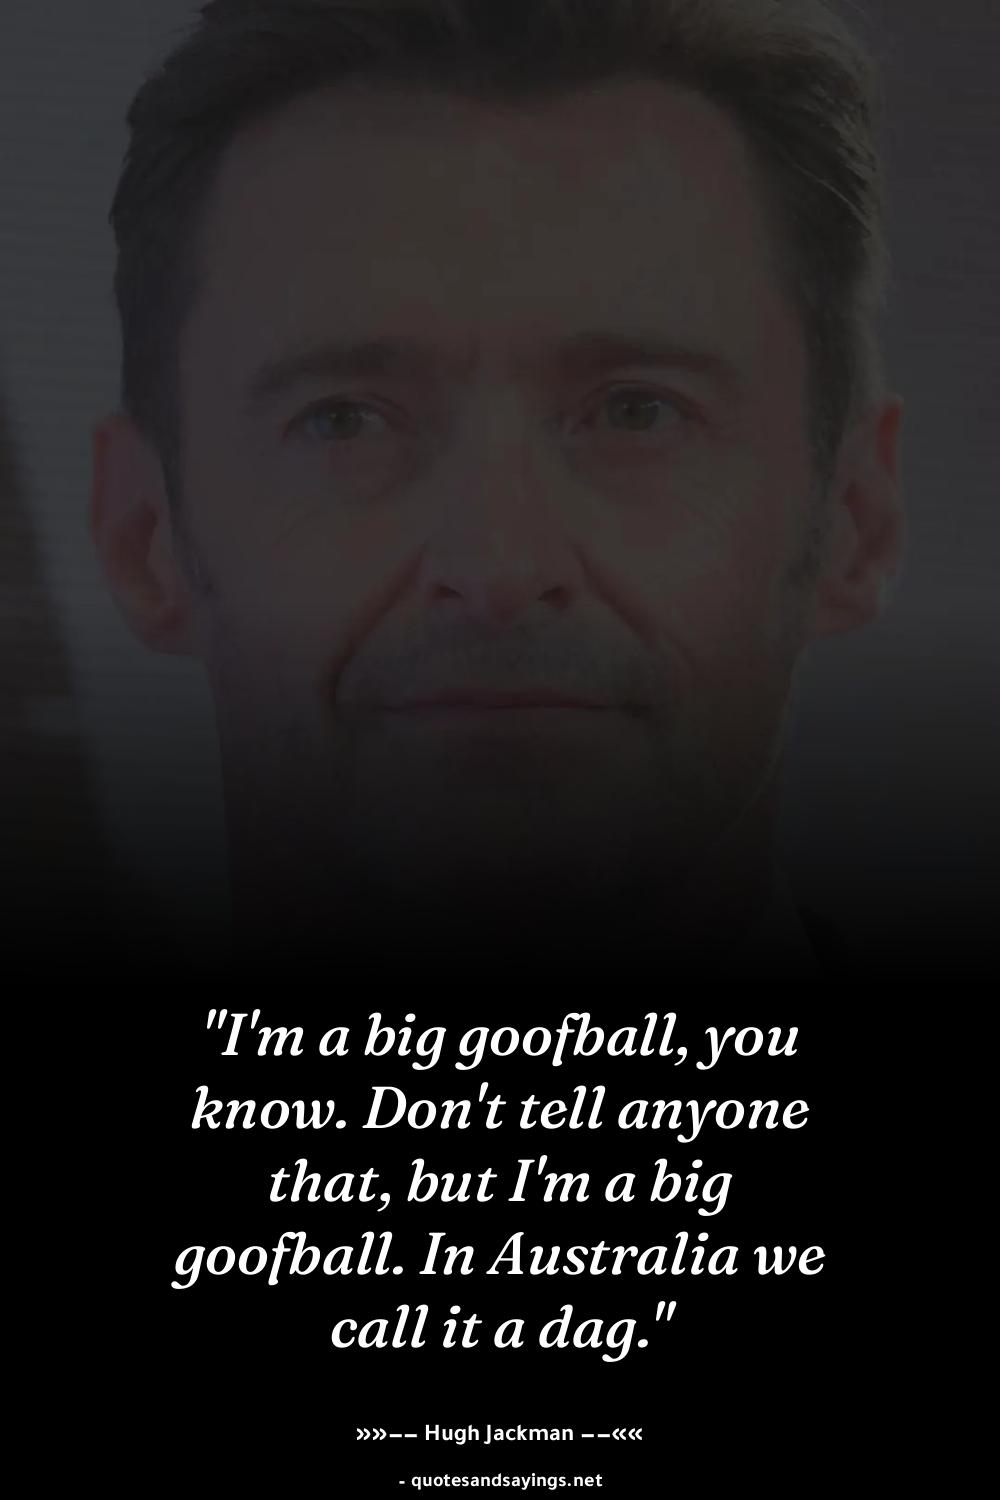 "I'm a big goofball, you
know. Don't tell anyone
that, but I'm a big
goofball. In Australia we
call it a dag."
»»—— Hugh Jackman ——««
- quotesandsayings.net